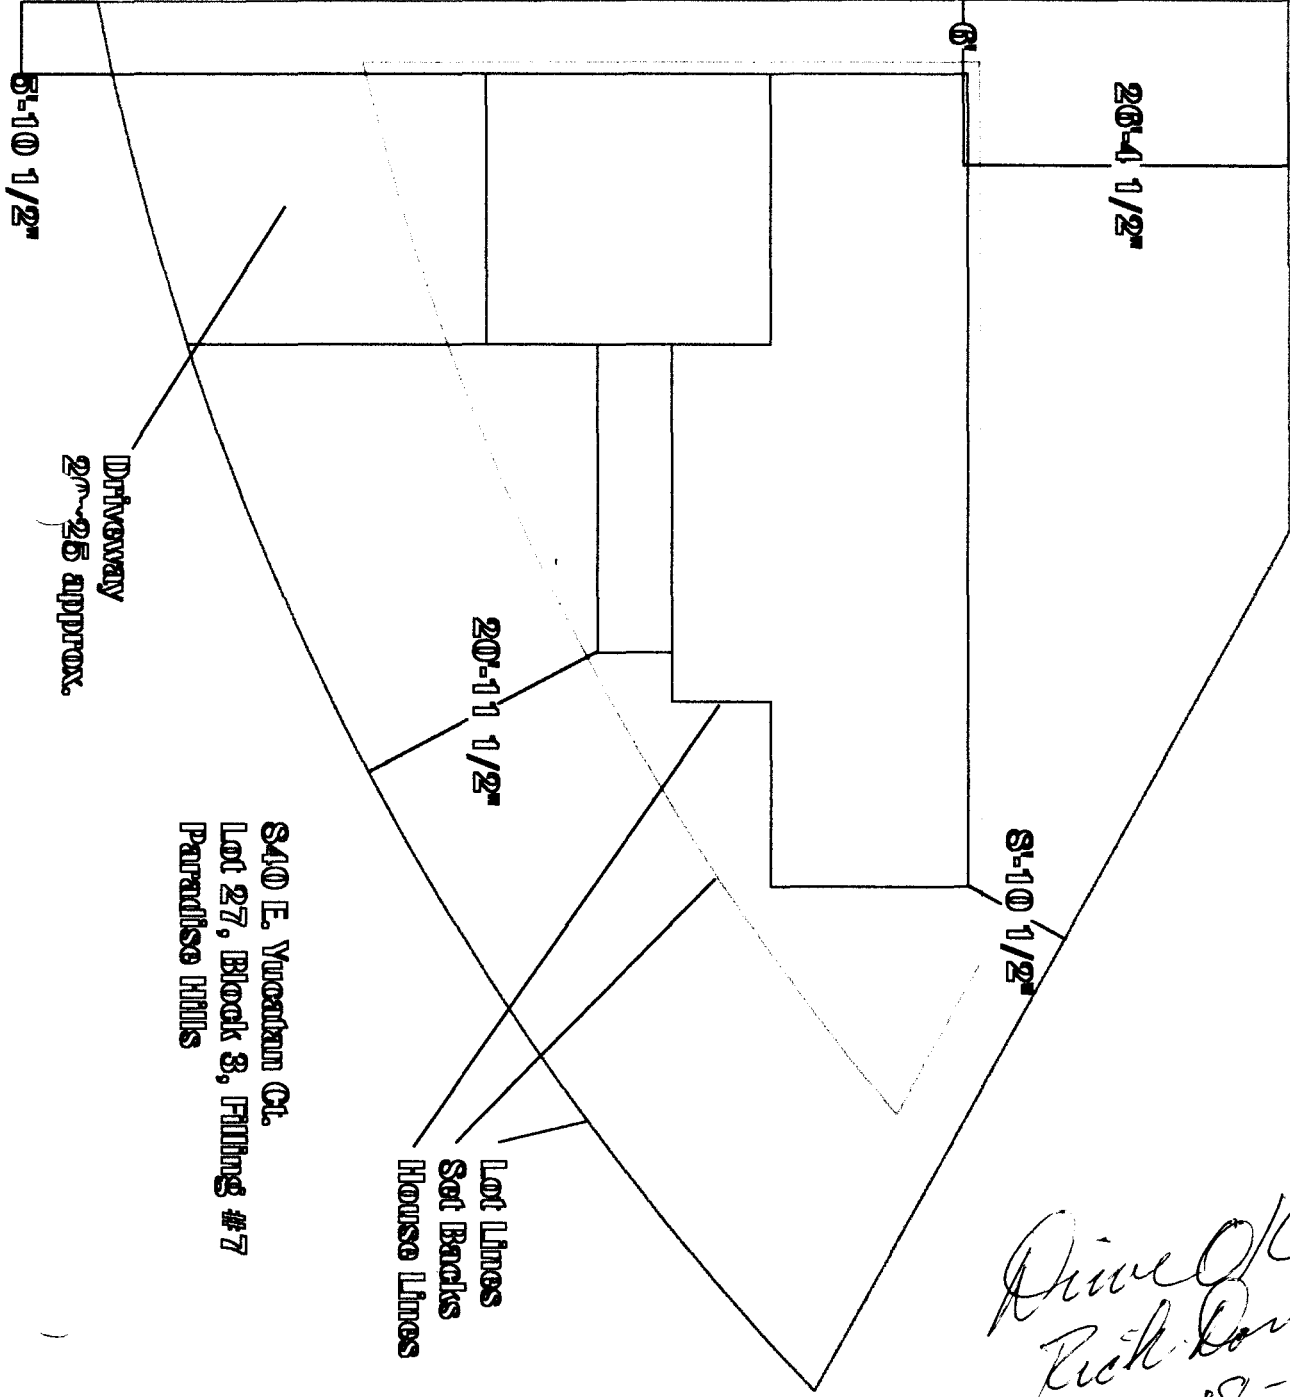 6'
26'-4 1/2"
5'-10 1/2"
8'-10 1/2"
20'-11 1/2"
Driveway
25 approx.
Lot Lines
Set Backs
House Lines
840 E. Yucatan Ct.
Lot 27, Block 3, Filling #7
Paradise Hills
Drive OK
Rick